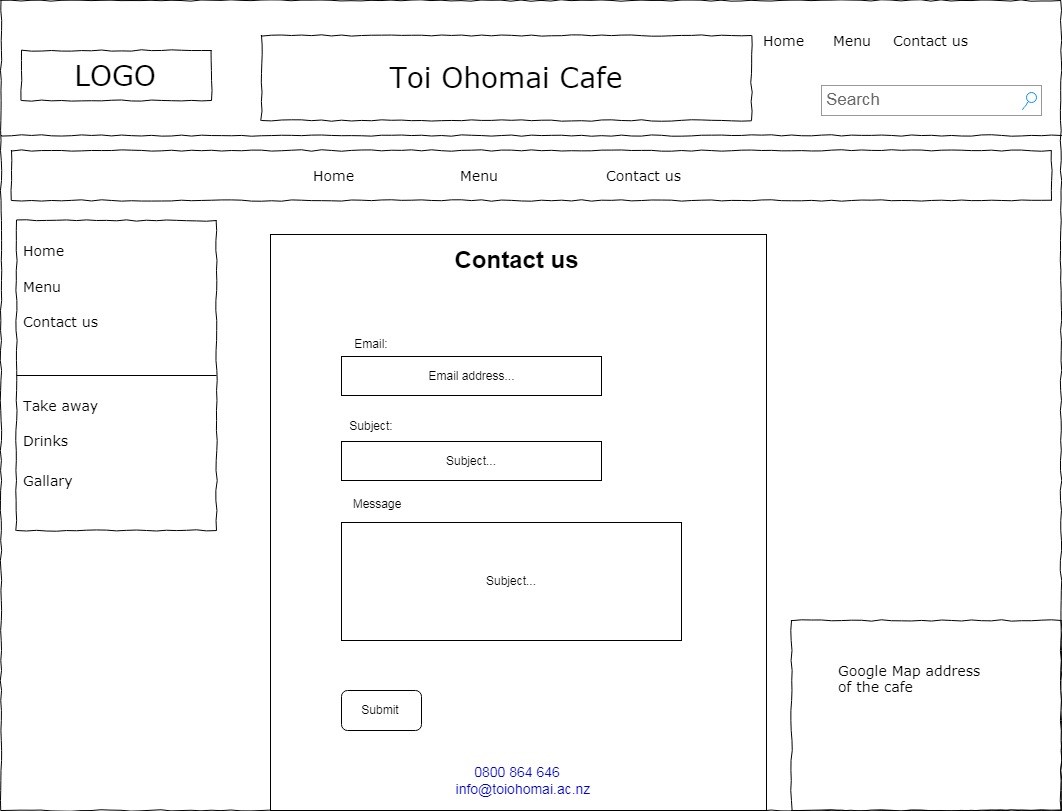 LOGO
Toi Ohomai Cafe
Home Menu Contact us
Search
Home Menu Contact us
Home
Menu
Contact us
Take away
Drinks
Gallary
Contact us
Email:
Email address...
Subject:
Subject...
Message
Subject...
Submit
0800 864 646
info@toiohomai.ac.nz
Google Map address
of the cafe